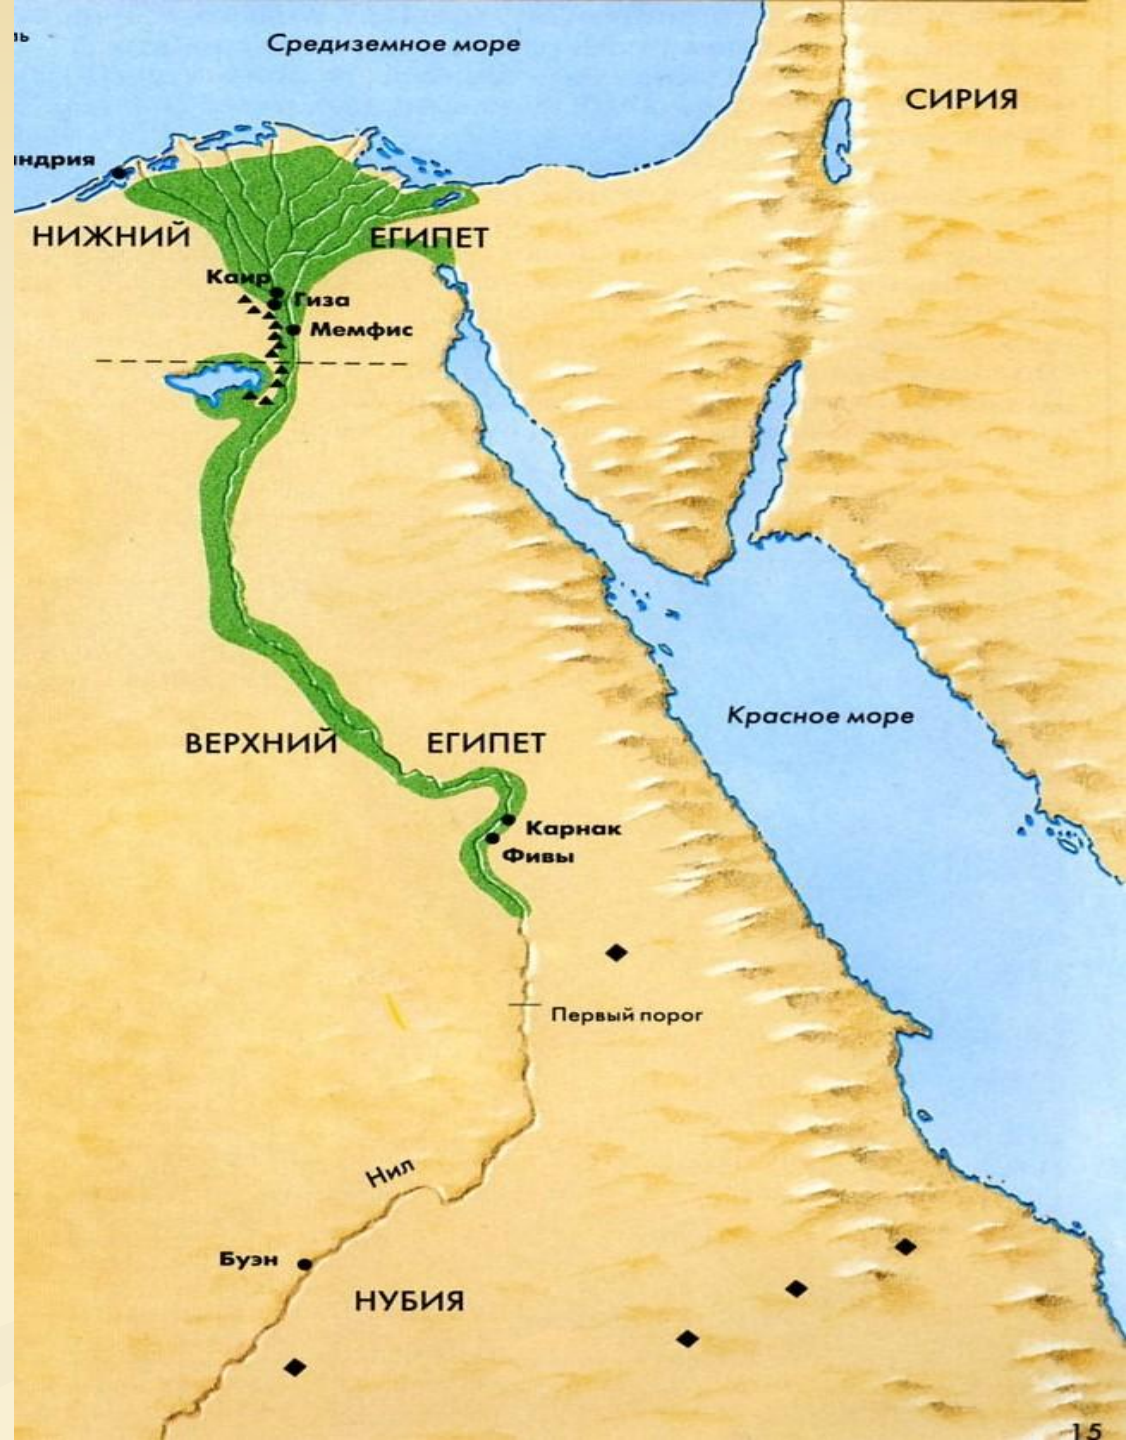 ль
Средиземное море
СИРИЯ
ндрия
НИЖНИЙ ЕГИПЕТ
Каир
Гиза
Мемфис
Красное море
ВЕРХНИЙ ЕГИПЕТ
Карнак
Фивы
Первый порог
Нил
Буэн
НУБИЯ
15